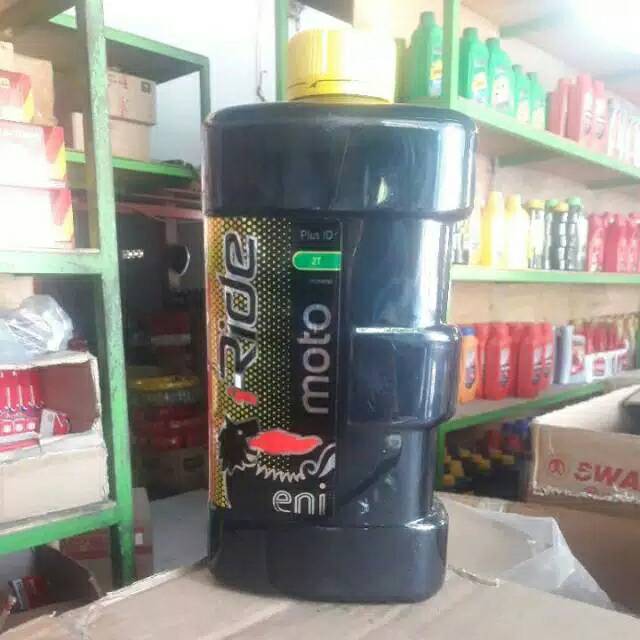 Plus ID
2T
i-Ride
moto
eni
SWA